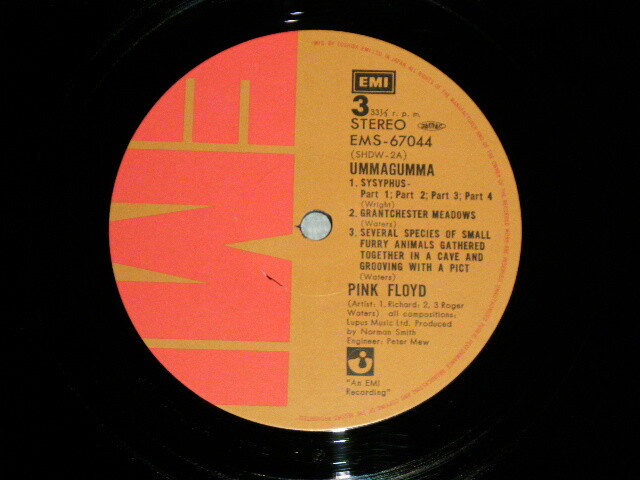 EMI
EMI
3 33⅓ r.p.m.
STEREO JASRAC
EMS-67044
(SHDW-2A)
UMMAGUMMA
1. SYSYPHUS-
Part 1; Part 2; Part 3; Part 4
(Wright)
2. GRANTCHESTER MEADOWS
(Waters)
3. SEVERAL SPECIES OF SMALL
FURRY ANIMALS GATHERED
TOGETHER IN A CAVE AND
GROOVING WITH A PICT
(Waters)
PINK FLOYD
(Artist: 1. Richard: 2. 3 Roger
Waters) all compositions:
Lupus Music Ltd. Produced
by Norman Smith
Engineer: Peter Mew
"An EMI
Recording"